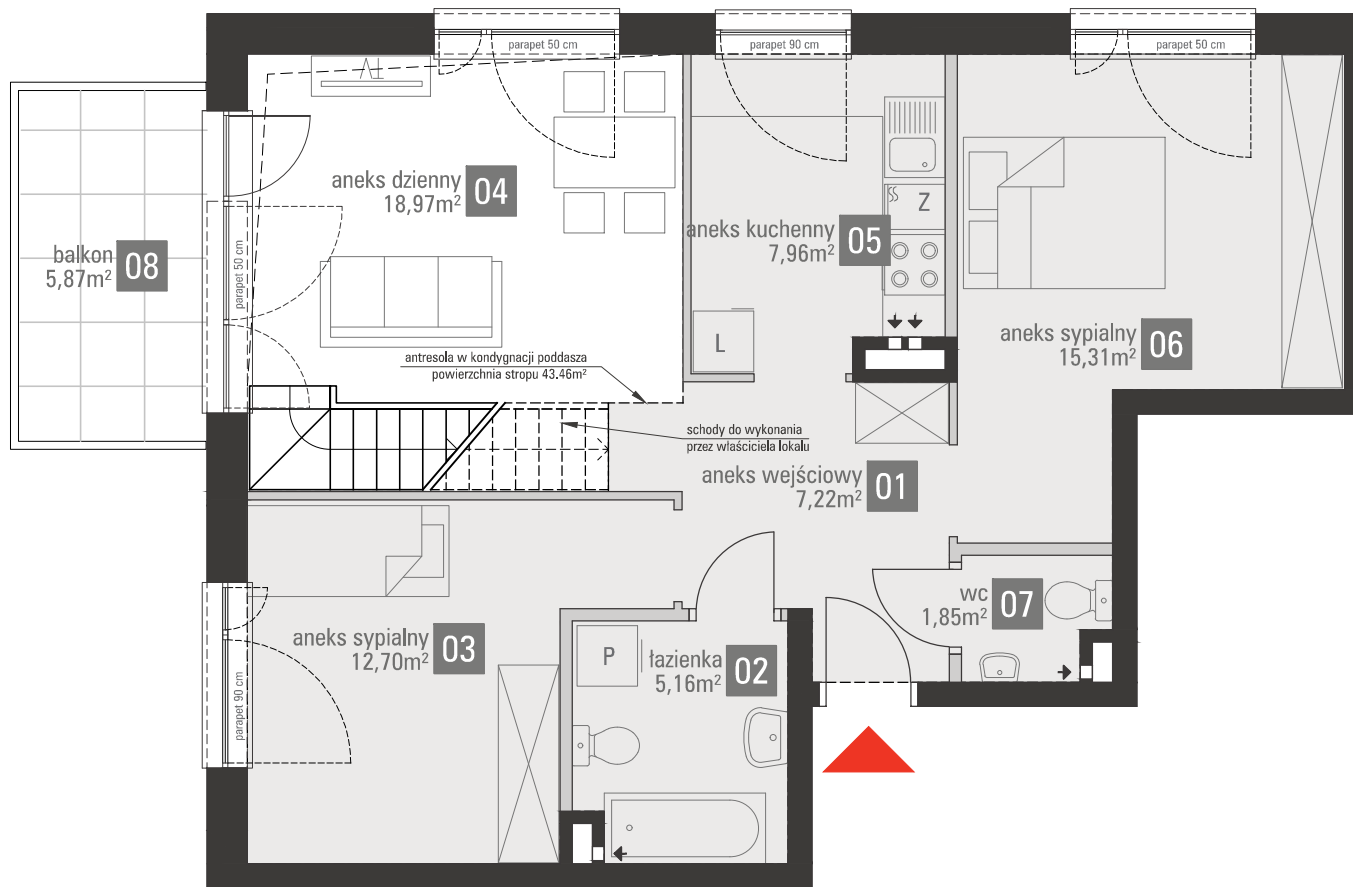 parapet 50 cm
parapet 90 cm
parapet 50 cm
TV
aneks dzienny
18,97m²
04
Z
aneks kuchenny
7,96m²
05
balkon
5,87m²
08
parapet 50 cm
L
aneks sypialny
15,31m²
06
antresola w kondygnacji poddasza
powierzchnia stropu 43.46m²
schody do wykonania
przez właściciela lokalu
aneks wejściowy
7,22m²
01
wc
1,85m²
07
aneks sypialny
12,70m²
03
P
łazienka
5,16m²
02
parapet 90 cm